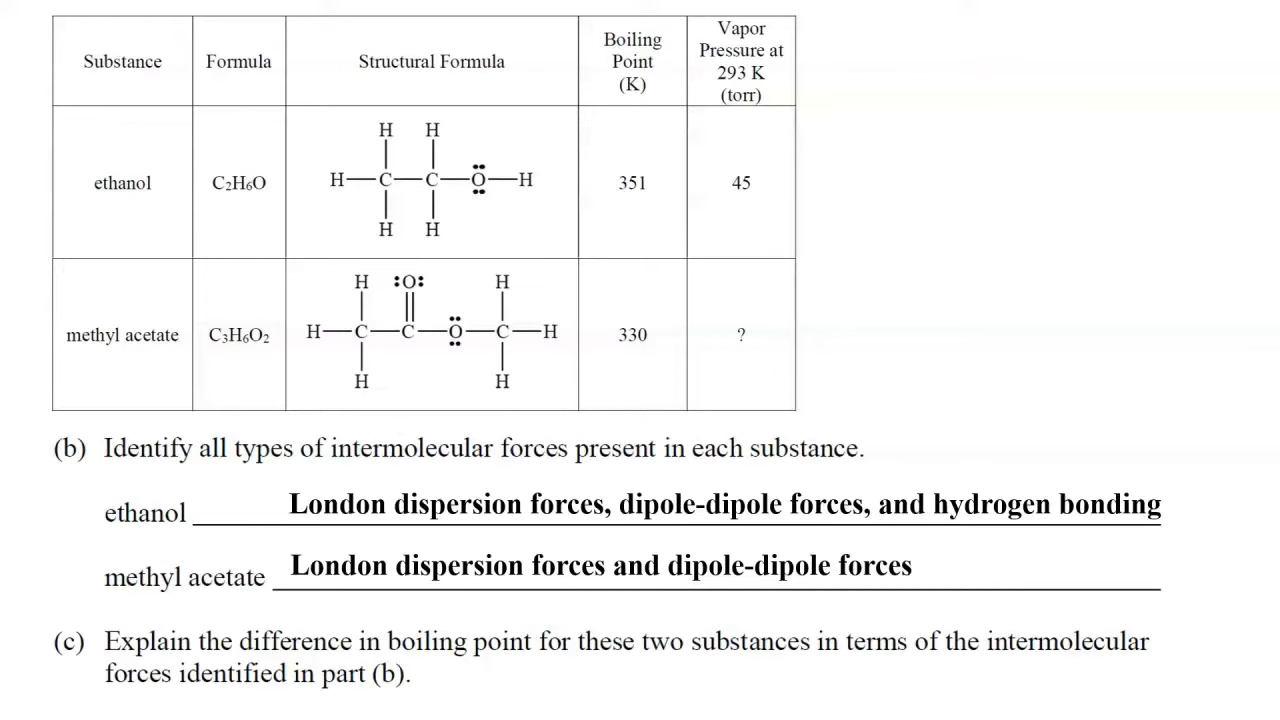 Substance Formula Structural Formula Boiling Point (K) Vapor Pressure at 293 K (torr)
H H
ethanol C₂H₆O H—C—C—O—H 351 45
H H
H :O: H
methyl acetate C₃H₆O₂ H—C—C—O—C—H 330 ?
H H
(b) Identify all types of intermolecular forces present in each substance.
ethanol London dispersion forces, dipole-dipole forces, and hydrogen bonding
methyl acetate London dispersion forces and dipole-dipole forces
(c) Explain the difference in boiling point for these two substances in terms of the intermolecular
forces identified in part (b).